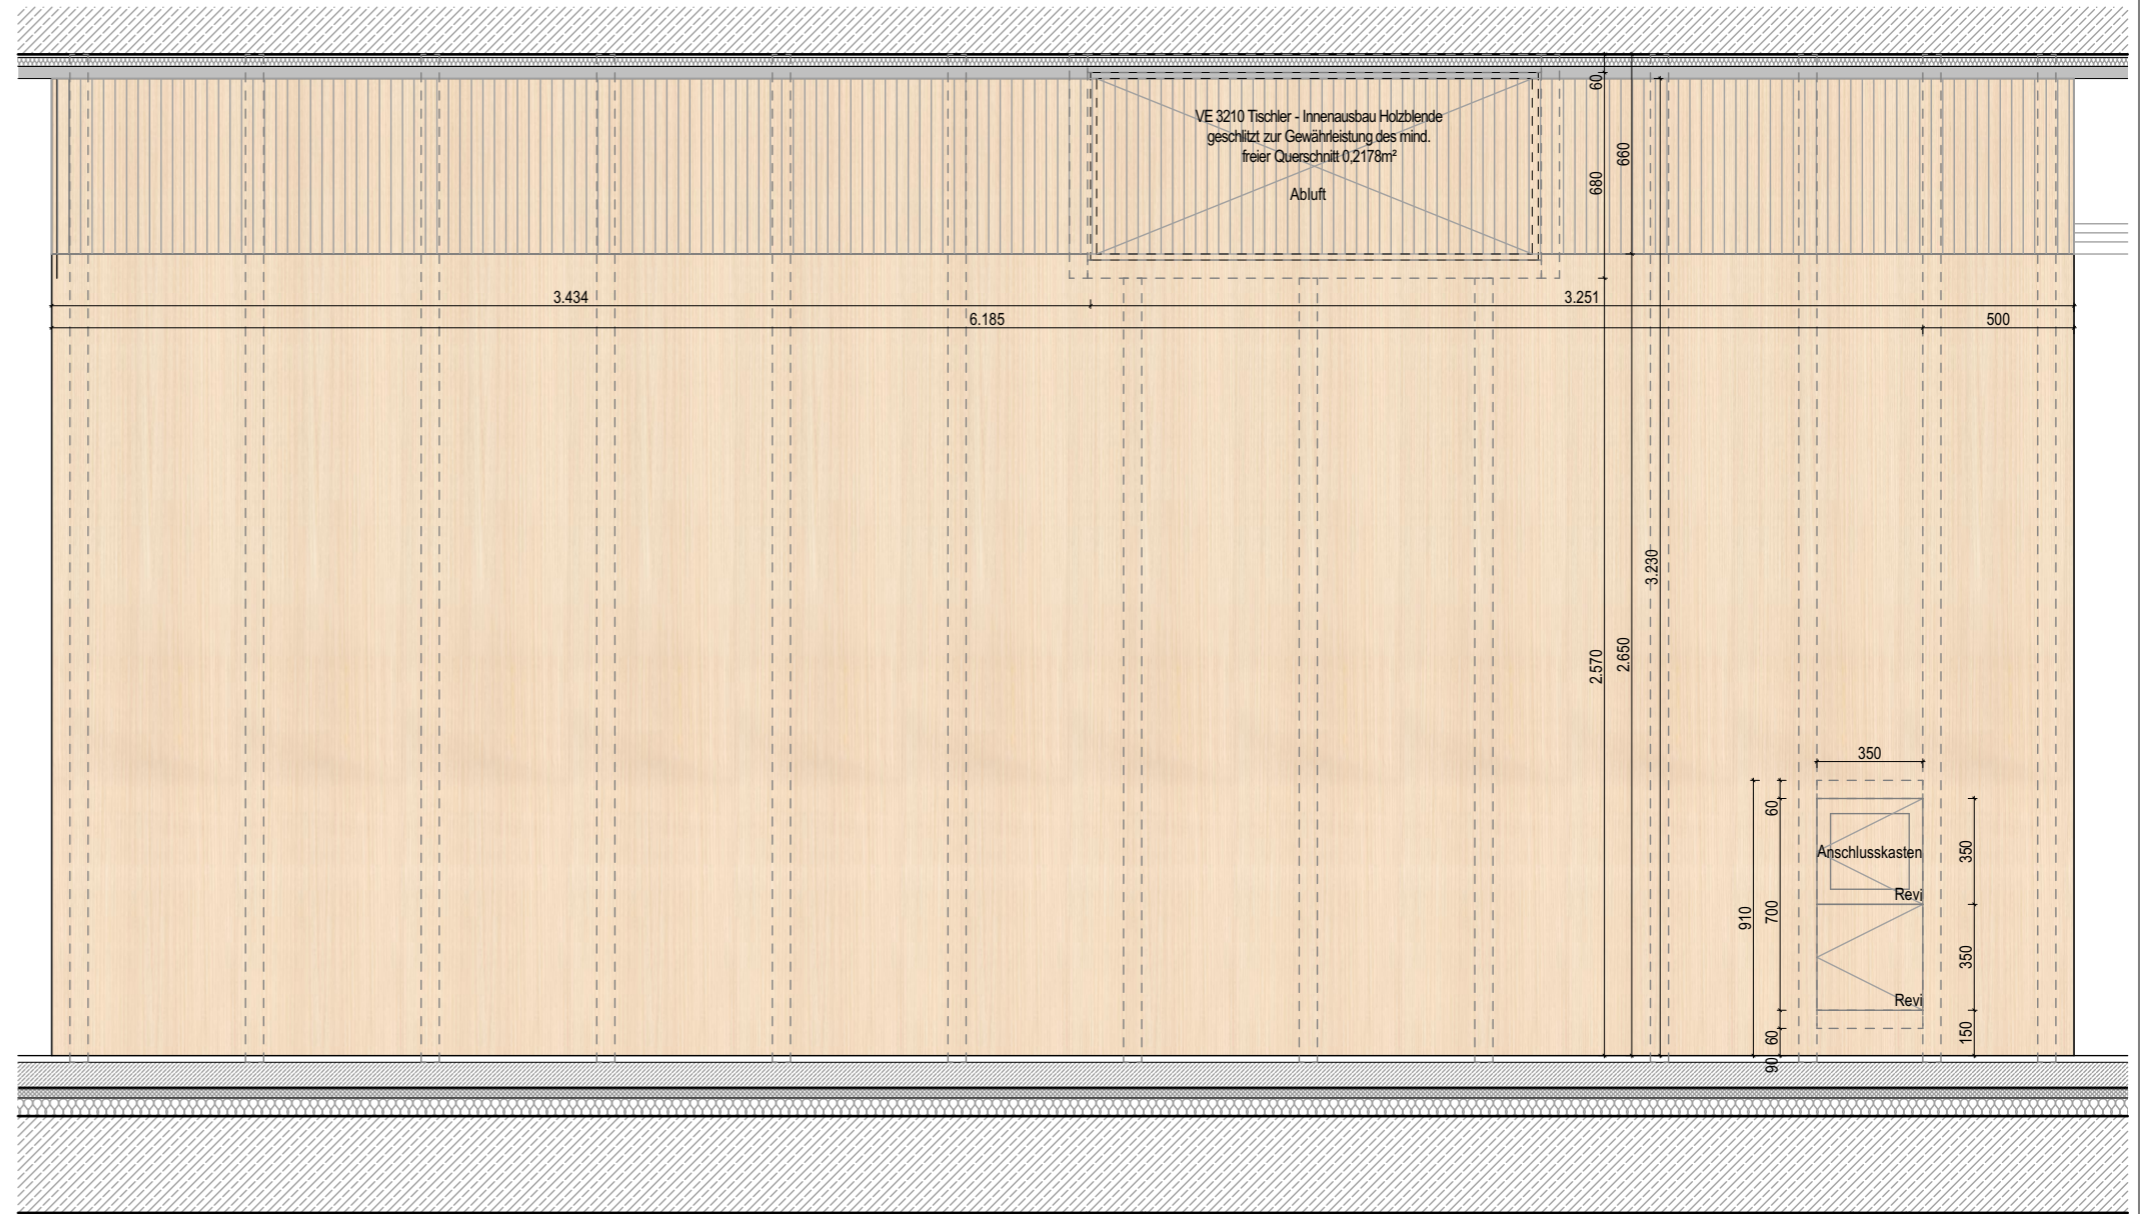 60
VE 3210 Tischler - Innenausbau Holzblende
geschlitzt zur Gewährleistung des mind.
freier Querschnitt 0,2178m²
Abluft
660
680
3.434
3.251
6.185
500
3.230
2.570
2.650
350
60
Anschlusskasten
350
Revi
910
700
350
Revi
60
150
90